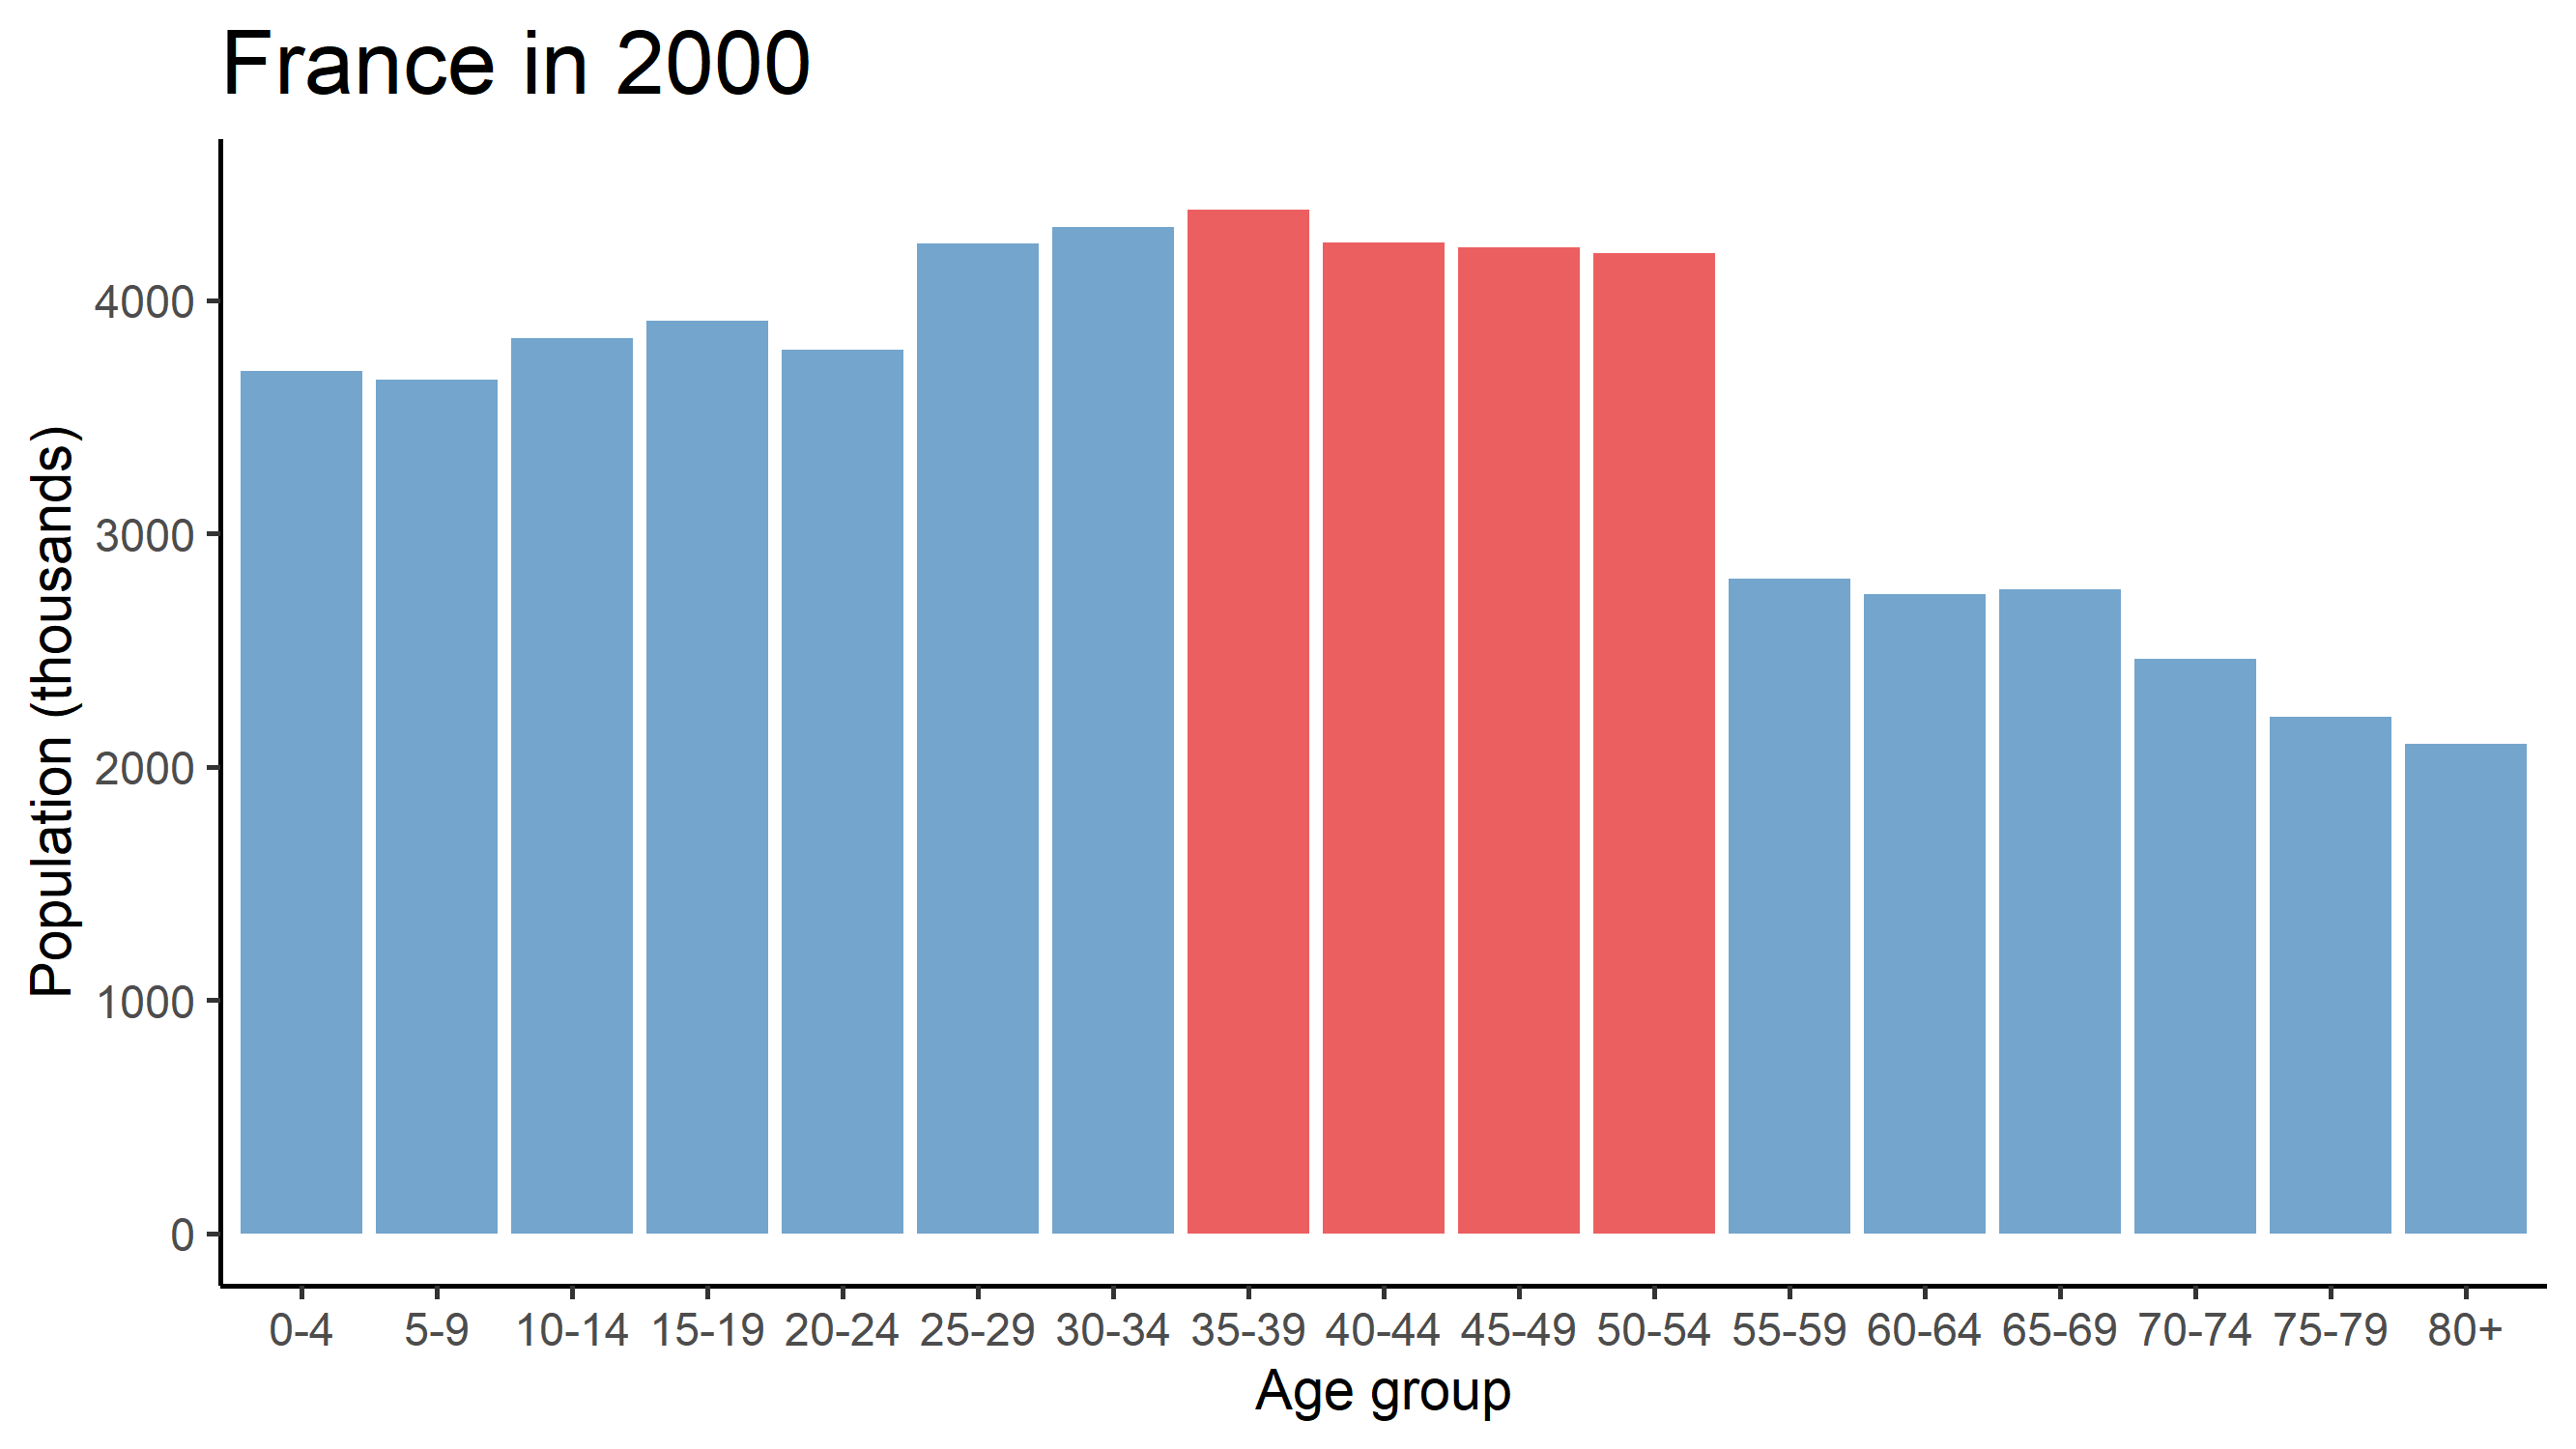 France in 2000
Population (thousands)
4000
3000
2000
1000
0
0-4 5-9 10-14 15-19 20-24 25-29 30-34 35-39 40-44 45-49 50-54 55-59 60-64 65-69 70-74 75-79 80+
Age group